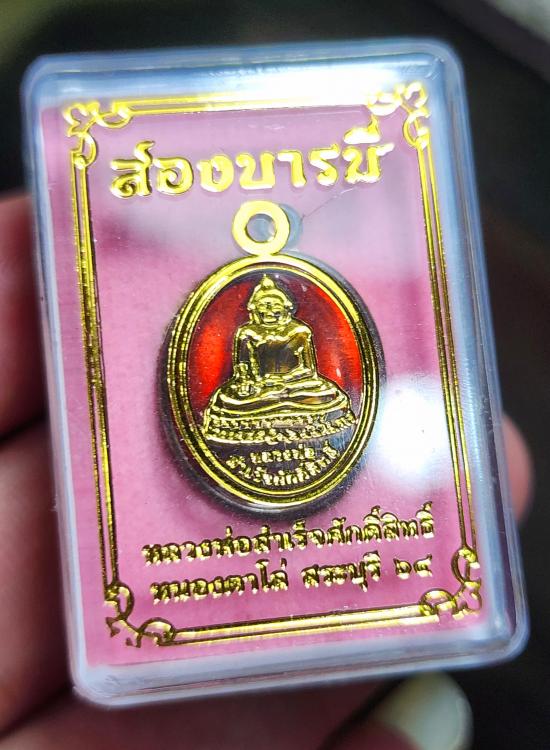 ส่องบารมี
หลวงพ่อ
สำเร็จศักดิ์สิทธิ์
หลวงพ่อสำเร็จศักดิ์สิทธิ์
หนองตาโล่ สระบุรี ๖๔